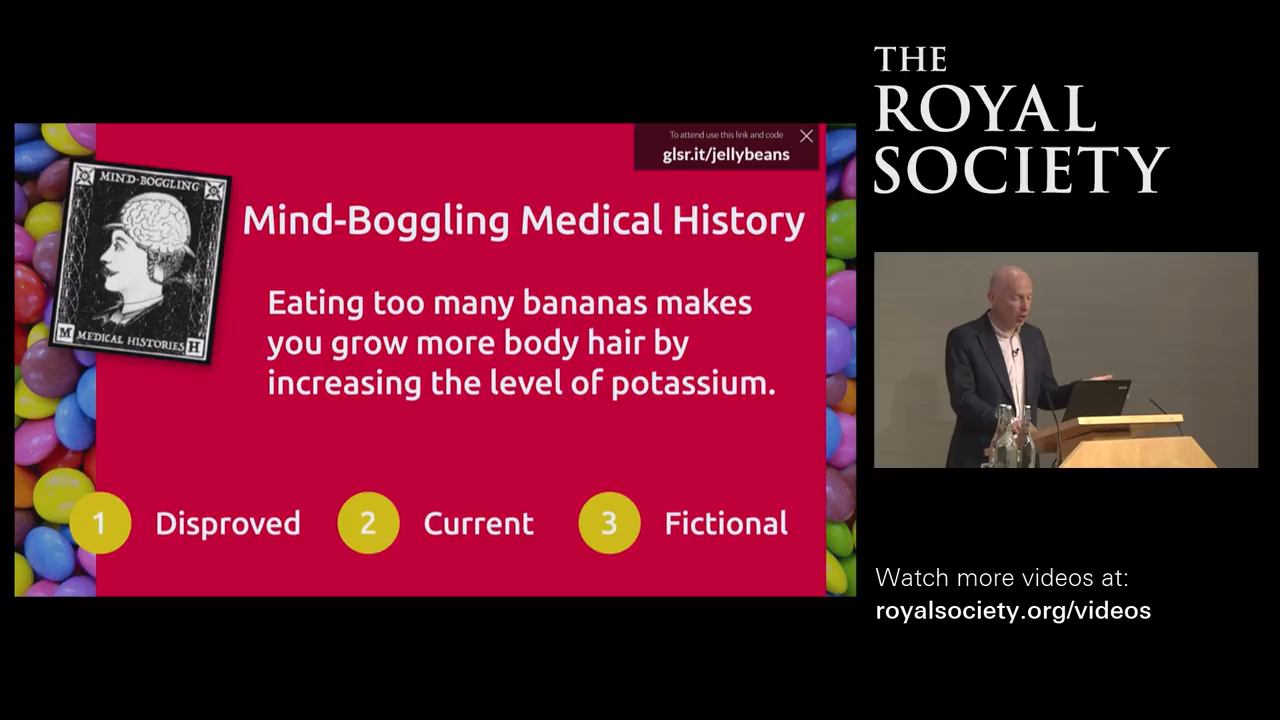 THE
ROYAL
SOCIETY
To attend use this link and code
glsr.it/jellybeans
MIND-BOGGLING
M MEDICAL HISTORIES H
Mind-Boggling Medical History
Eating too many bananas makes
you grow more body hair by
increasing the level of potassium.
1 Disproved 2 Current 3 Fictional
Watch more videos at:
royalsociety.org/videos